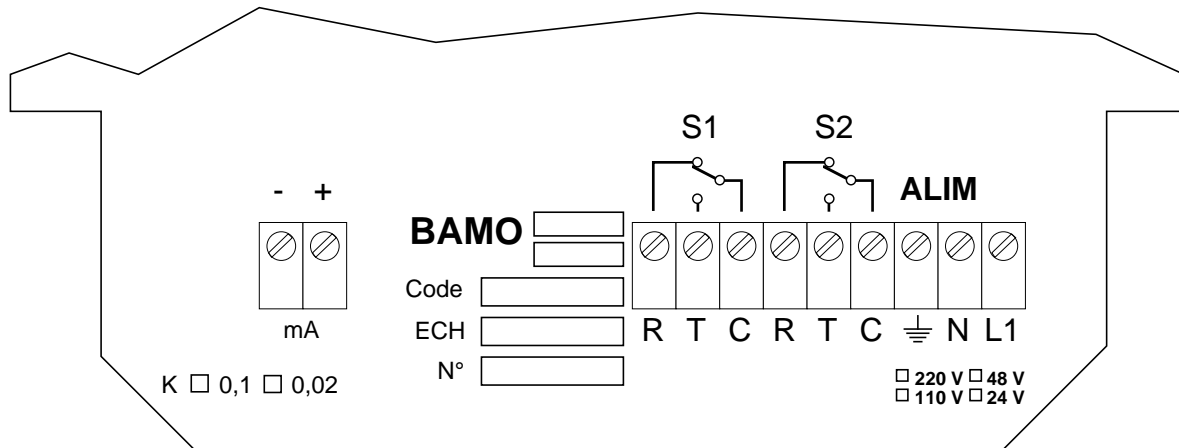 S1 S2
- + ALIM
BAMO
Code
mA ECH R T C R T C N L1
N°
K 0,1 0,02
220 V 48 V
110 V 24 V